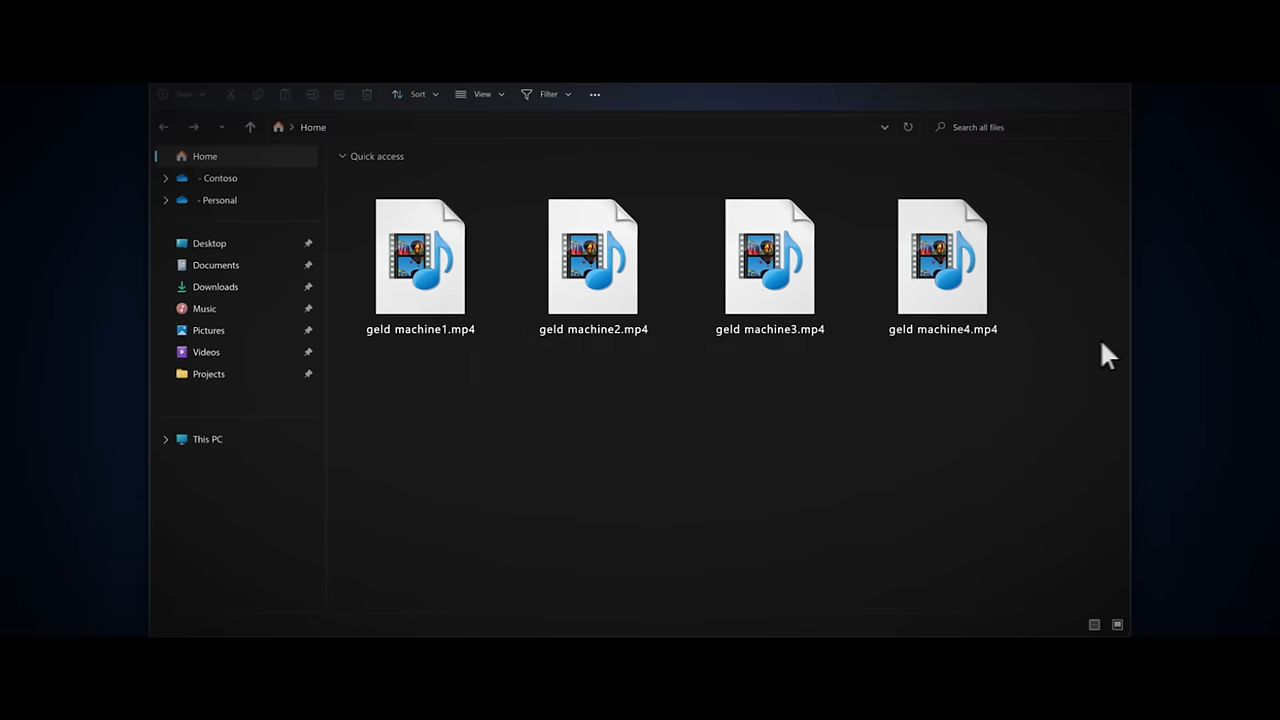 Sort View Filter
Home Search all files
Home
Quick access
- Contoso
- Personal
Desktop
Documents
Downloads
Music
Pictures
Videos
Projects
This PC
geld machine1.mp4 geld machine2.mp4 geld machine3.mp4 geld machine4.mp4